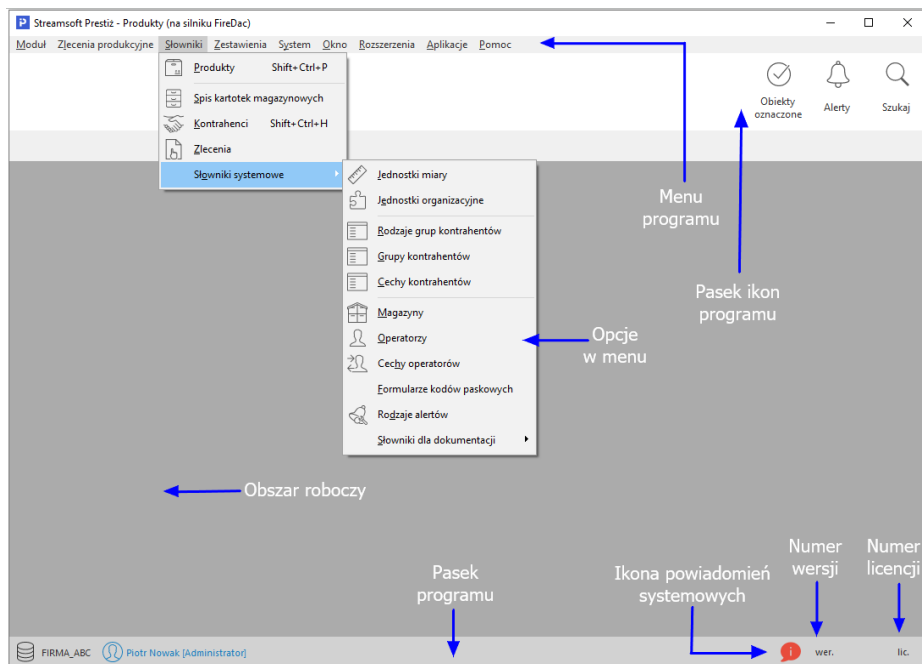 Streamsoft Prestiż - Produkty (na silniku FireDac)
Moduł Zlecenia produkcyjne Słowniki Zestawienia System Okno Rozszerzenia Aplikacje Pomoc
Produkty Shift+Ctrl+P
Spis kartotek magazynowych
Kontrahenci Shift+Ctrl+H
Zlecenia
Słowniki systemowe
Obiekty
oznaczone
Alerty
Szukaj
Jednostki miary
Jednostki organizacyjne
Rodzaje grup kontrahentów
Grupy kontrahentów
Cechy kontrahentów
Magazyny
Operatorzy
Cechy operatorów
Formularze kodów paskowych
Rodzaje alertów
Słowniki dla dokumentacji
Menu
programu
Pasek ikon
programu
Opcje
w menu
Obszar roboczy
Pasek
programu
Ikona powiadomień
systemowych
Numer
wersji
Numer
licencji
FIRMA_ABC Piotr Nowak [Administrator] wer. lic.